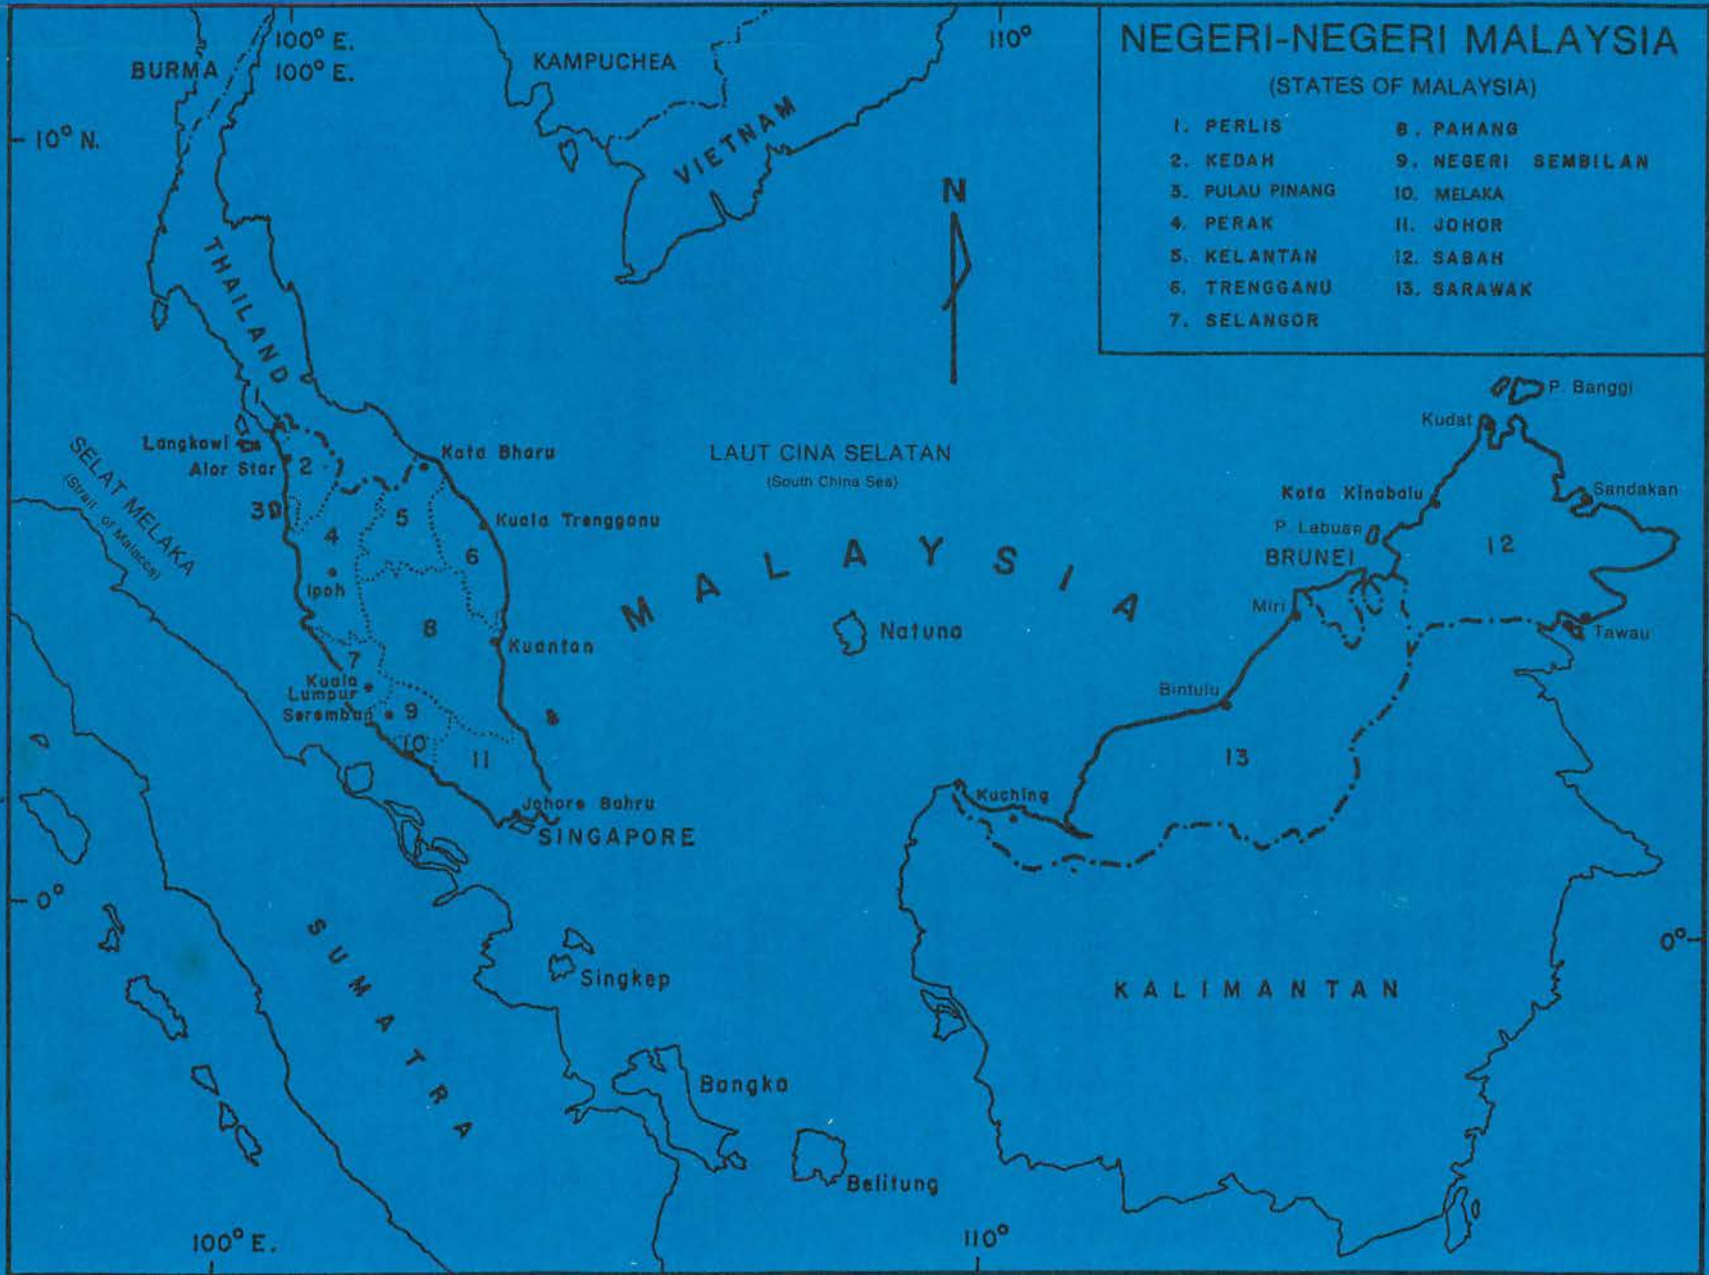 NEGERI-NEGERI MALAYSIA
(STATES OF MALAYSIA)
1. PERLIS
2. KEDAH
3. PULAU PINANG
4. PERAK
5. KELANTAN
6. TRENGGANU
7. SELANGOR
8. PAHANG
9. NEGERI SEMBILAN
10. MELAKA
11. JOHOR
12. SABAH
13. SARAWAK
100° E.
100° E.
110°
BURMA
KAMPUCHEA
10° N.
VIETNAM
N
THAILAND
1
P. Banggi
Kudat
Langkawi
Alor Star
2
Kota Bharu
LAUT CINA SELATAN
(South China Sea)
SELAT MELAKA
(Strait of Malacca)
Kota Kinabalu
Sandakan
3
4
5
Kuala Trengganu
P. Labuan
BRUNEI
12
6
Ipoh
MALAYSIA
Miri
8
Natuna
Tawau
Kuantan
7
Kuala
Lumpur
Seremban
9
10
11
Bintulu
13
Johore Bahru
SINGAPORE
Kuching
0°
0°
SUMATRA
Singkep
KALIMANTAN
Bangka
Belitung
100° E.
110°